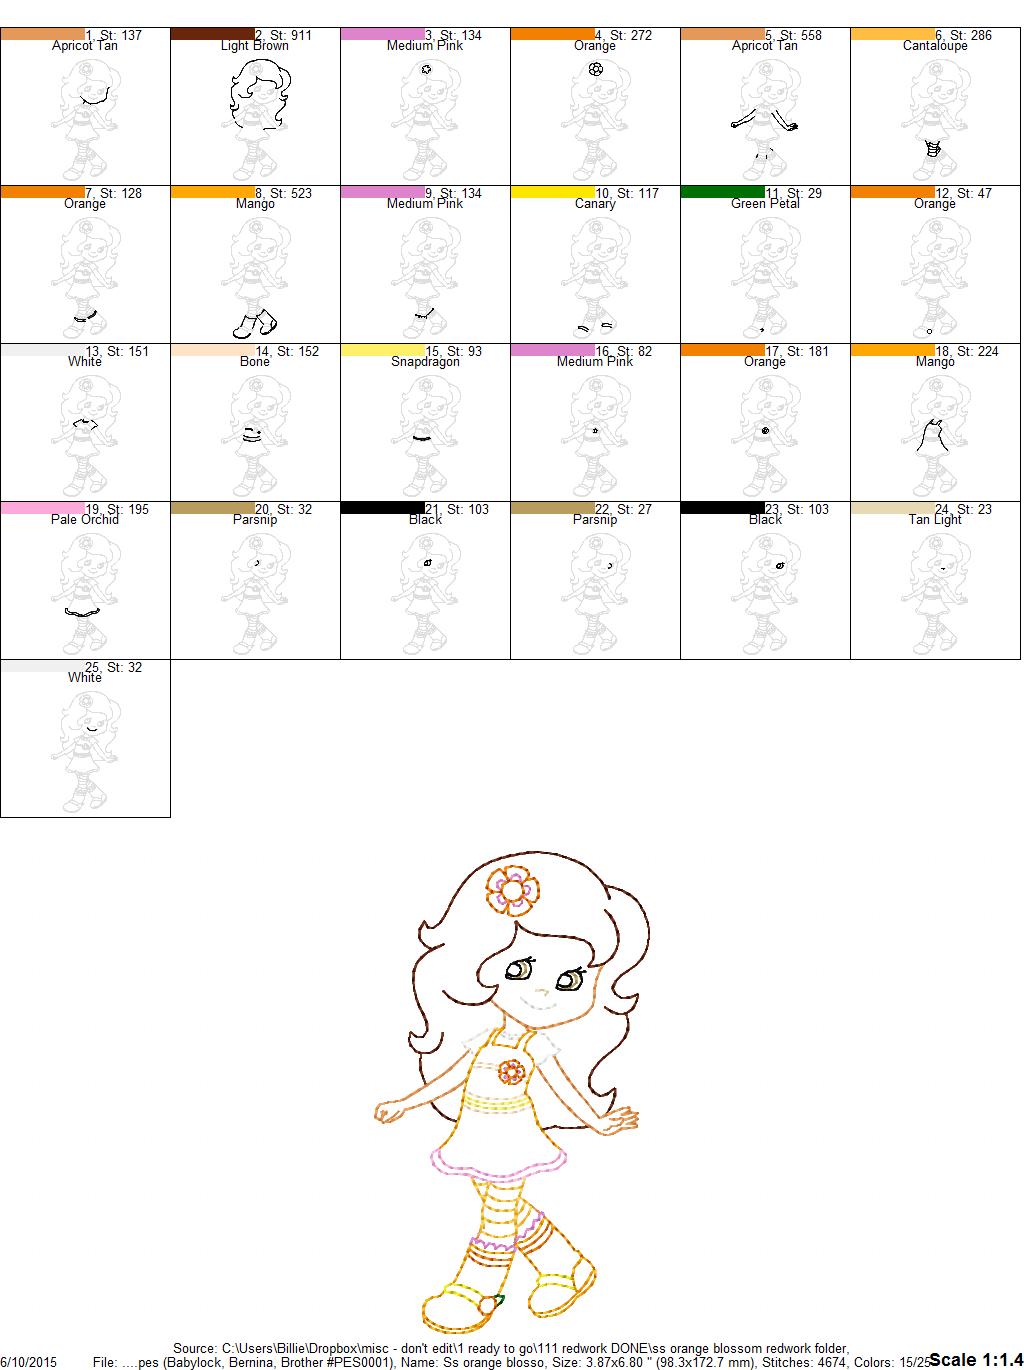 1, St: 137
Apricot Tan
2, St: 911
Light Brown
3, St: 134
Medium Pink
4, St: 272
Orange
5, St: 558
Apricot Tan
6, St: 286
Cantaloupe
7, St: 128
Orange
8, St: 523
Mango
9, St: 134
Medium Pink
10, St: 117
Canary
11, St: 29
Green Petal
12, St: 47
Orange
13, St: 151
White
14, St: 152
Bone
15, St: 93
Snapdragon
16, St: 82
Medium Pink
17, St: 181
Orange
18, St: 224
Mango
19, St: 195
Pale Orchid
20, St: 32
Parsnip
21, St: 103
Black
22, St: 27
Parsnip
23, St: 103
Black
24, St: 23
Tan Light
25, St: 32
White
Source: C:\Users\Billie\Dropbox\misc - don't edit\1 ready to go\111 redwork DONE\ss orange blossom redwork folder,
6/10/2015 File: ....pes (Babylock, Bernina, Brother #PES0001), Name: Ss orange blosso, Size: 3.87x6.80 " (98.3x172.7 mm), Stitches: 4674, Colors: 15/25 Scale 1:1.4